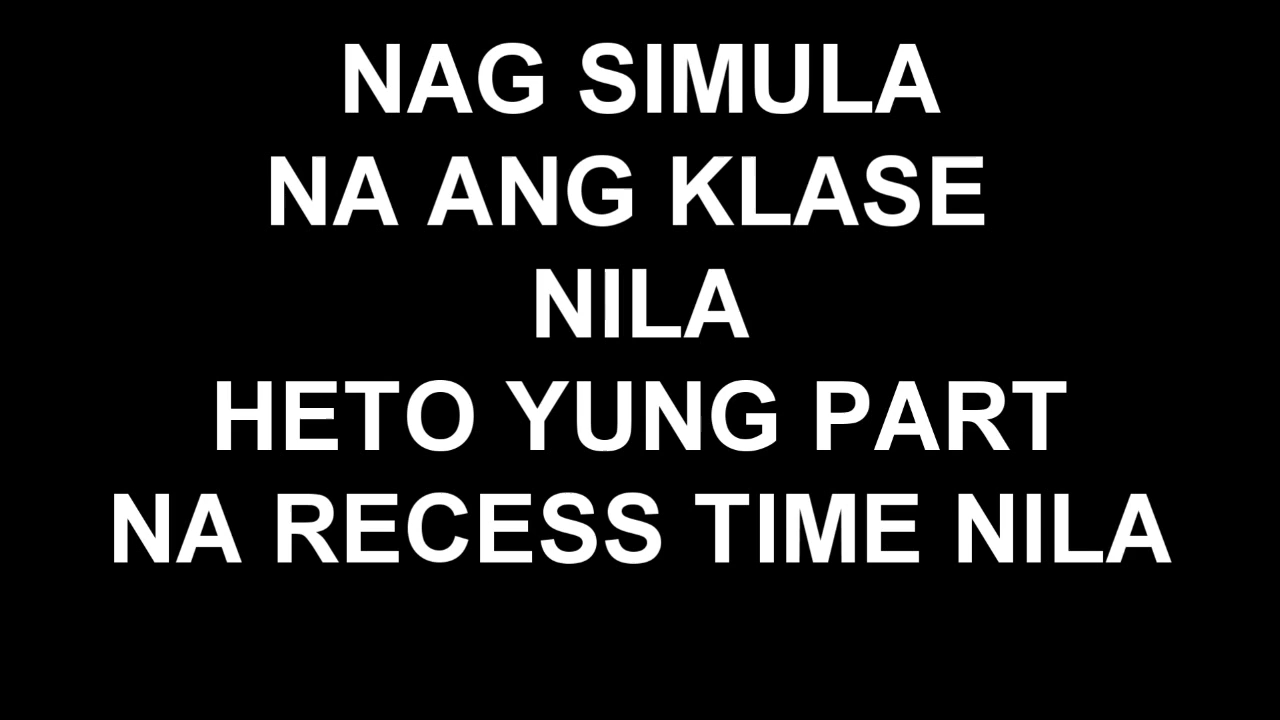 NAG SIMULA
NA ANG KLASE
NILA
HETO YUNG PART
NA RECESS TIME NILA